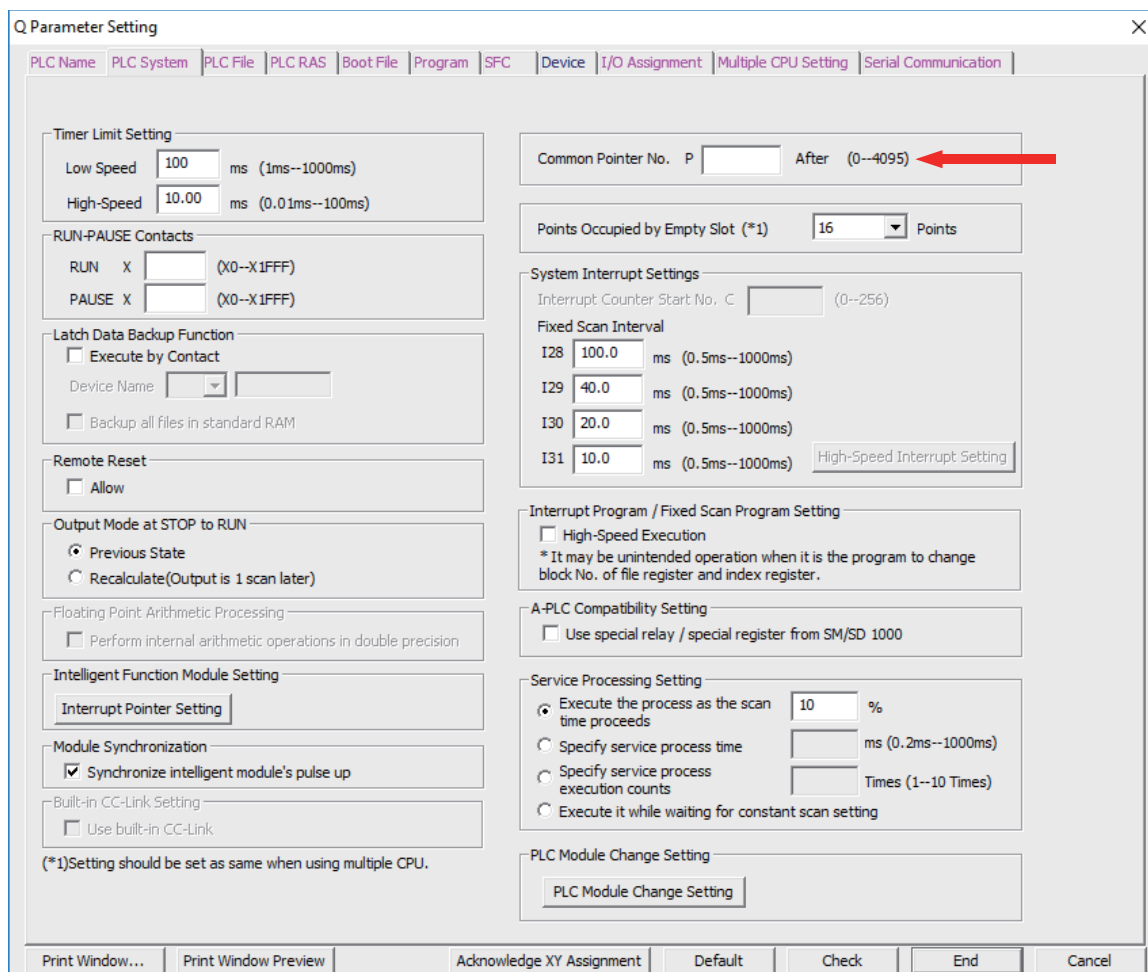 Q Parameter Setting
PLC Name PLC System PLC File PLC RAS Boot File Program SFC Device I/O Assignment Multiple CPU Setting Serial Communication
Timer Limit Setting
Low Speed 100 ms (1ms--1000ms)
High-Speed 10.00 ms (0.01ms--100ms)
RUN-PAUSE Contacts
RUN X (X0--X1FFF)
PAUSE X (X0--X1FFF)
Latch Data Backup Function
Execute by Contact
Device Name
Backup all files in standard RAM
Remote Reset
Allow
Output Mode at STOP to RUN
Previous State
Recalculate(Output is 1 scan later)
Floating Point Arithmetic Processing
Perform internal arithmetic operations in double precision
Intelligent Function Module Setting
Interrupt Pointer Setting
Module Synchronization
Synchronize intelligent module's pulse up
Built-in CC-Link Setting
Use built-in CC-Link
(*1)Setting should be set as same when using multiple CPU.
Common Pointer No. P After (0--4095)
Points Occupied by Empty Slot (*1) 16 Points
System Interrupt Settings
Interrupt Counter Start No. C (0--256)
Fixed Scan Interval
I28 100.0 ms (0.5ms--1000ms)
I29 40.0 ms (0.5ms--1000ms)
I30 20.0 ms (0.5ms--1000ms)
I31 10.0 ms (0.5ms--1000ms) High-Speed Interrupt Setting
Interrupt Program / Fixed Scan Program Setting
High-Speed Execution
* It may be unintended operation when it is the program to change
block No. of file register and index register.
A-PLC Compatibility Setting
Use special relay / special register from SM/SD 1000
Service Processing Setting
Execute the process as the scan
time proceeds 10 %
Specify service process time ms (0.2ms--1000ms)
Specify service process
execution counts Times (1--10 Times)
Execute it while waiting for constant scan setting
PLC Module Change Setting
PLC Module Change Setting
Print Window... Print Window Preview Acknowledge XY Assignment Default Check End Cancel